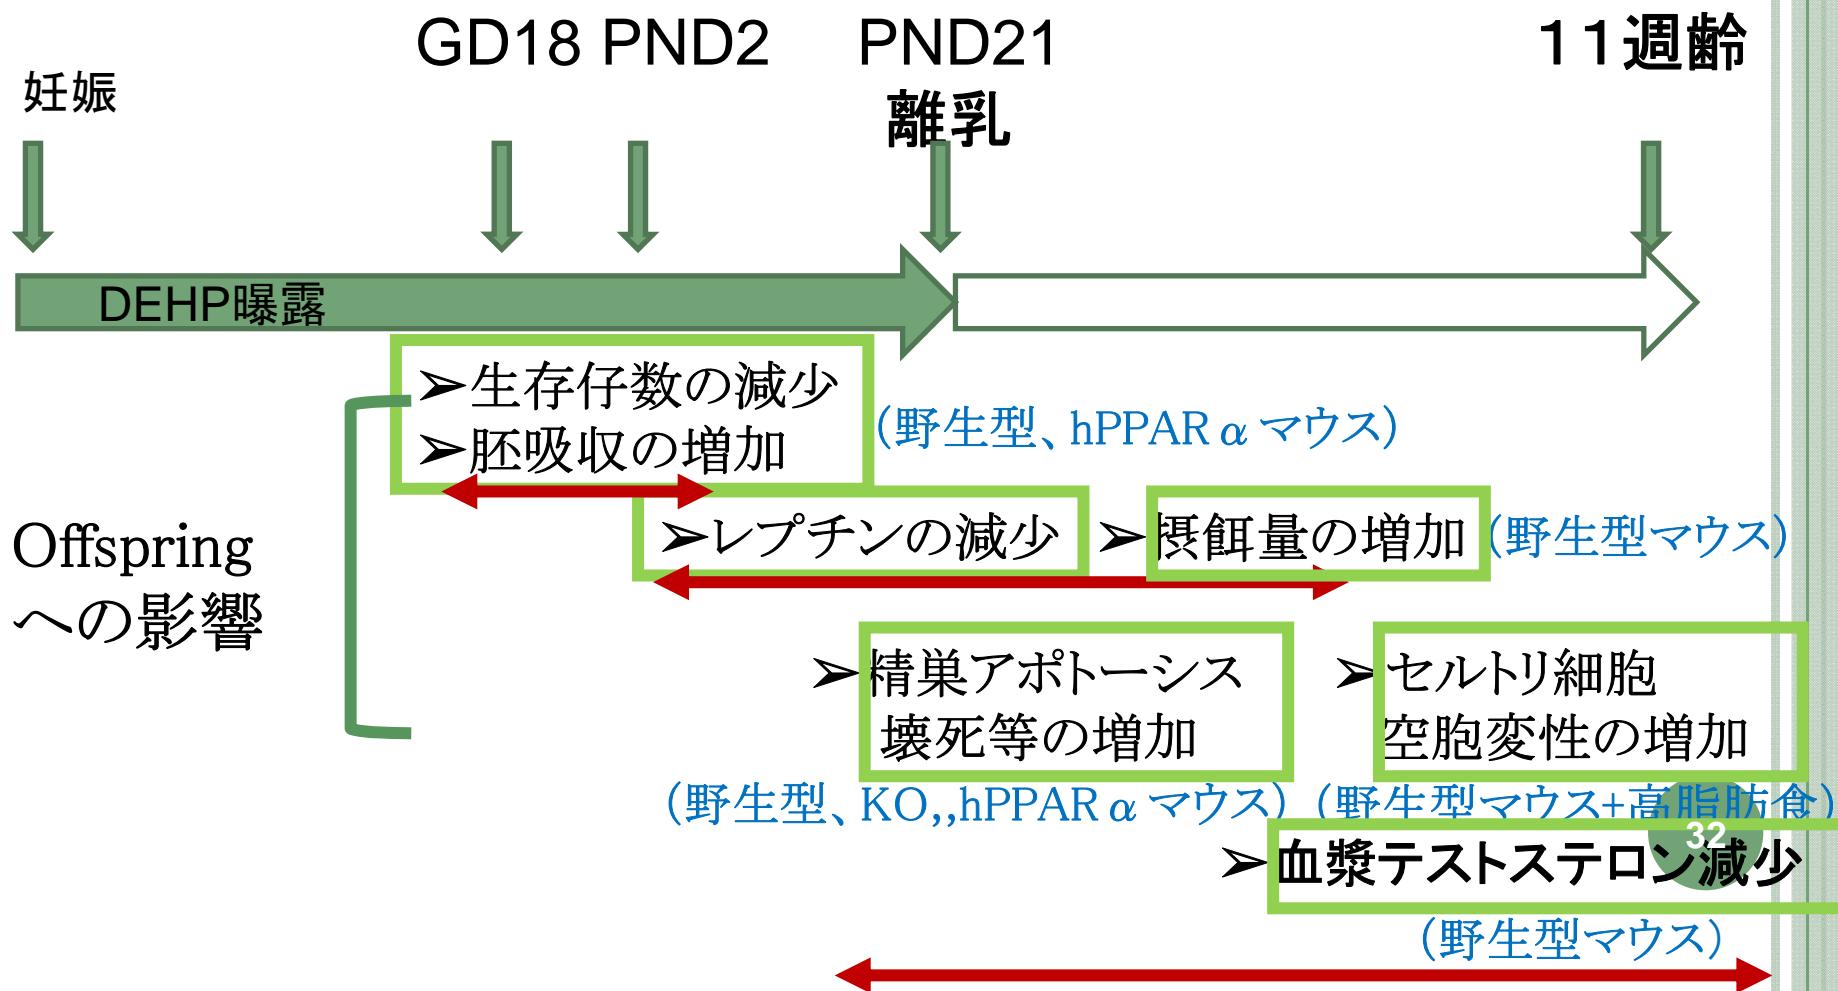 GD18 PND2 PND21 11週齢
妊娠
離乳
DEHP曝露
➢生存仔数の減少
➢胚吸収の増加
(野生型、hPPARαマウス)
➢レプチンの減少
➢摂餌量の増加
(野生型マウス)
Offspring
への影響
➢精巣アポトーシス
壊死等の増加
➢セルトリ細胞
空胞変性の増加
(野生型、KO,,hPPARαマウス)
(野生型マウス+高脂肪食)
32
➢血漿テストステロン減少
(野生型マウス)